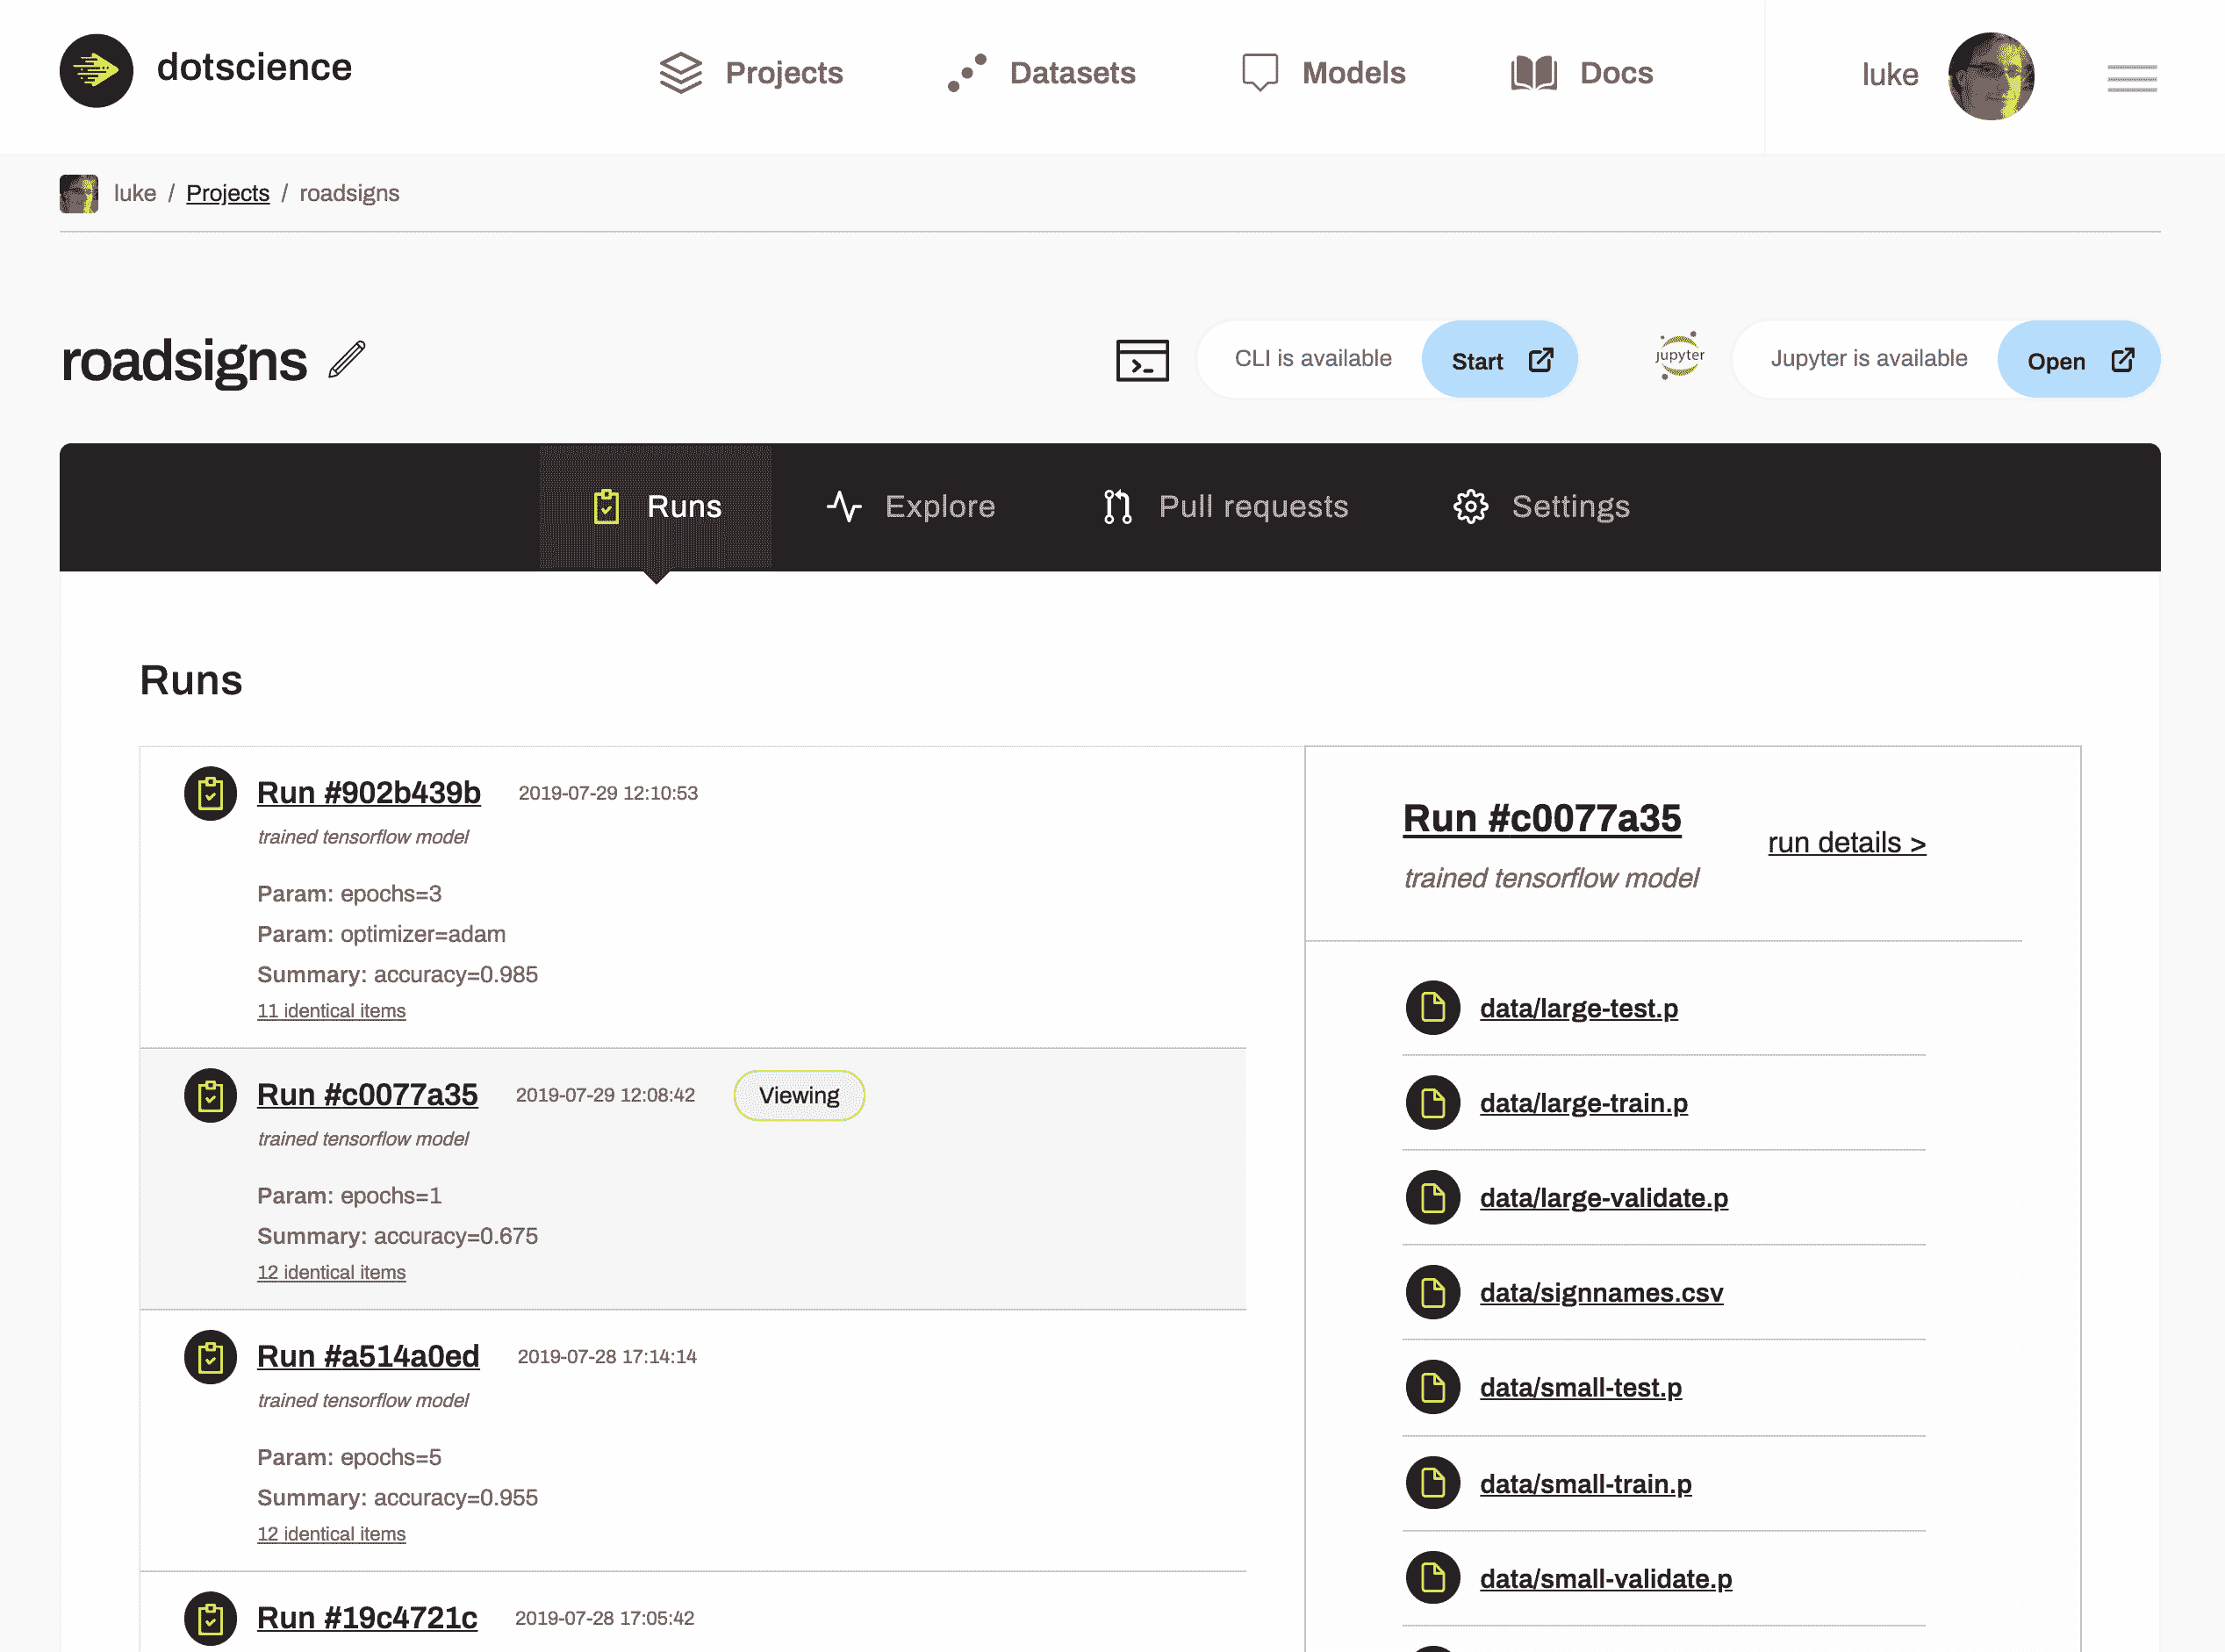 dotscience
Projects
Datasets
Models
Docs
luke
luke / Projects / roadsigns
roadsigns
CLI is available
Start
jupyter
Jupyter is available
Open
Runs
Explore
Pull requests
Settings
Runs
Run #902b439b 2019-07-29 12:10:53
trained tensorflow model
Param: epochs=3
Param: optimizer=adam
Summary: accuracy=0.985
11 identical items
Run #c0077a35 2019-07-29 12:08:42 Viewing
trained tensorflow model
Param: epochs=1
Summary: accuracy=0.675
12 identical items
Run #a514a0ed 2019-07-28 17:14:14
trained tensorflow model
Param: epochs=5
Summary: accuracy=0.955
12 identical items
Run #19c4721c 2019-07-28 17:05:42
Run #c0077a35
run details >
trained tensorflow model
data/large-test.p
data/large-train.p
data/large-validate.p
data/signnames.csv
data/small-test.p
data/small-train.p
data/small-validate.p